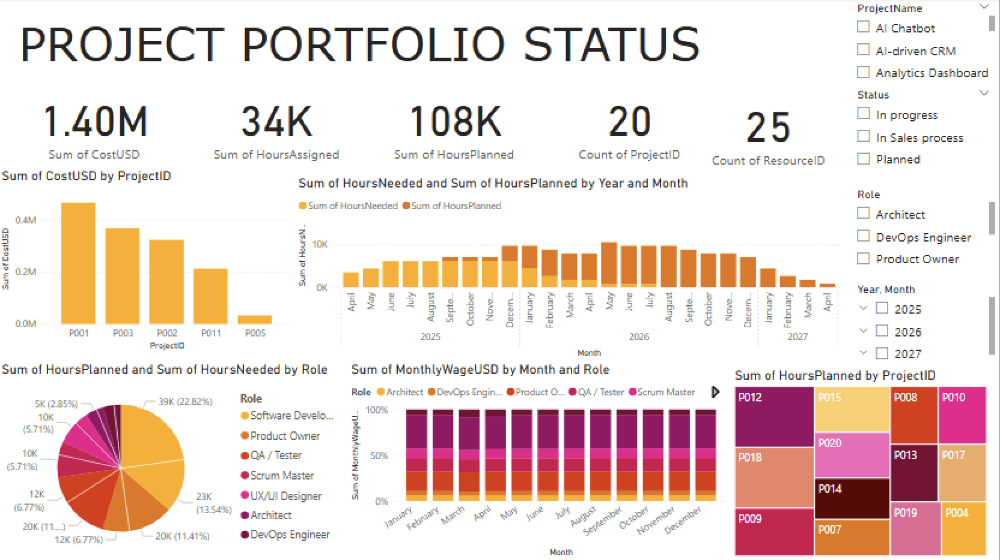 PROJECT PORTFOLIO STATUS
1.40M
Sum of CostUSD
34K
Sum of HoursAssigned
108K
Sum of HoursPlanned
20
Count of ProjectID
25
Count of ResourceID
ProjectName
AI Chatbot
AI-driven CRM
Analytics Dashboard
Status
In progress
In Sales process
Planned
Role
Architect
DevOps Engineer
Product Owner
Year, Month
2025
2026
2027
Sum of CostUSD by ProjectID
Sum of CostUSD
0.4M
0.2M
0.0M
P001 P003 P002 P011 P005
ProjectID
Sum of HoursNeeded and Sum of HoursPlanned by Year and Month
Sum of HoursNeeded Sum of HoursPlanned
Sum of HoursN...
10K
0K
April May June July August Septe... October Nove... Decem... January February March April May June July August Septe... October Nove... Decem... January February March April
2025 2026 2027
Month
Sum of HoursPlanned and Sum of HoursNeeded by Role
39K (22.82%)
23K
(13.54%)
20K (11.41%)
12K (6.77%)
20K (11....)
12K
(6.77%)
10K
(5.71%)
10K
(5.71%)
5K (2.85%)
Role
Software Develo...
Product Owner
QA / Tester
Scrum Master
UX/UI Designer
Architect
DevOps Engineer
Sum of MonthlyWageUSD by Month and Role
Role Architect DevOps Engin... Product O... QA / Tester Scrum Master
Sum of MonthlyWageU...
100%
50%
0%
January February March April May June July August September October November December
Month
Sum of HoursPlanned by ProjectID
P012 P015 P008 P010
P020
P018 P013 P017
P014
P009 P019 P004
P007